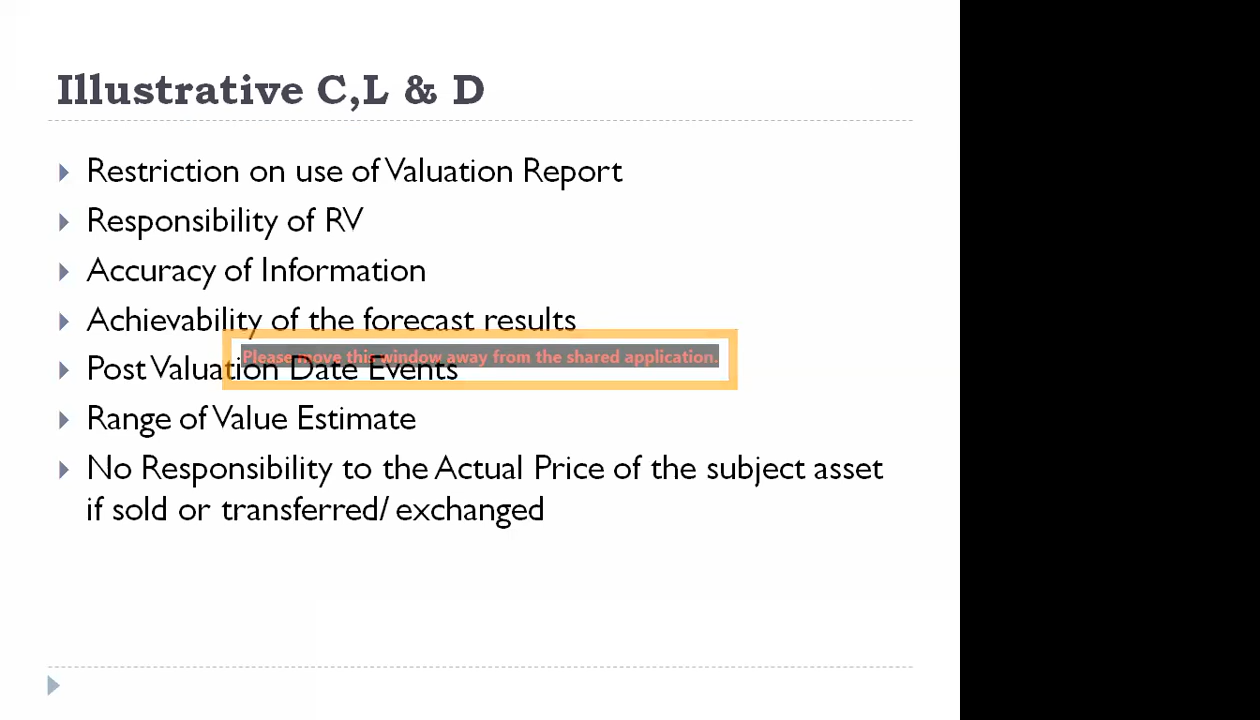 Illustrative C,L & D
Restriction on use of Valuation Report
Responsibility of RV
Accuracy of Information
Achievability of the forecast results
Please move this window away from the shared application.
Post Valuation Date Events
Range of Value Estimate
No Responsibility to the Actual Price of the subject asset
if sold or transferred/ exchanged